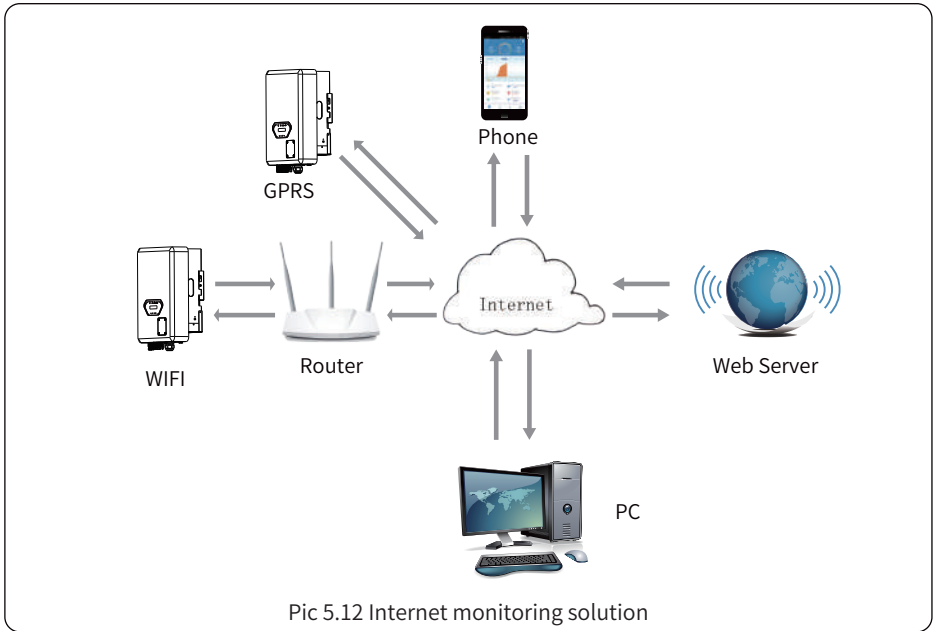 Phone
GPRS
Internet
WIFI
Router
Web Server
PC
Pic 5.12 Internet monitoring solution